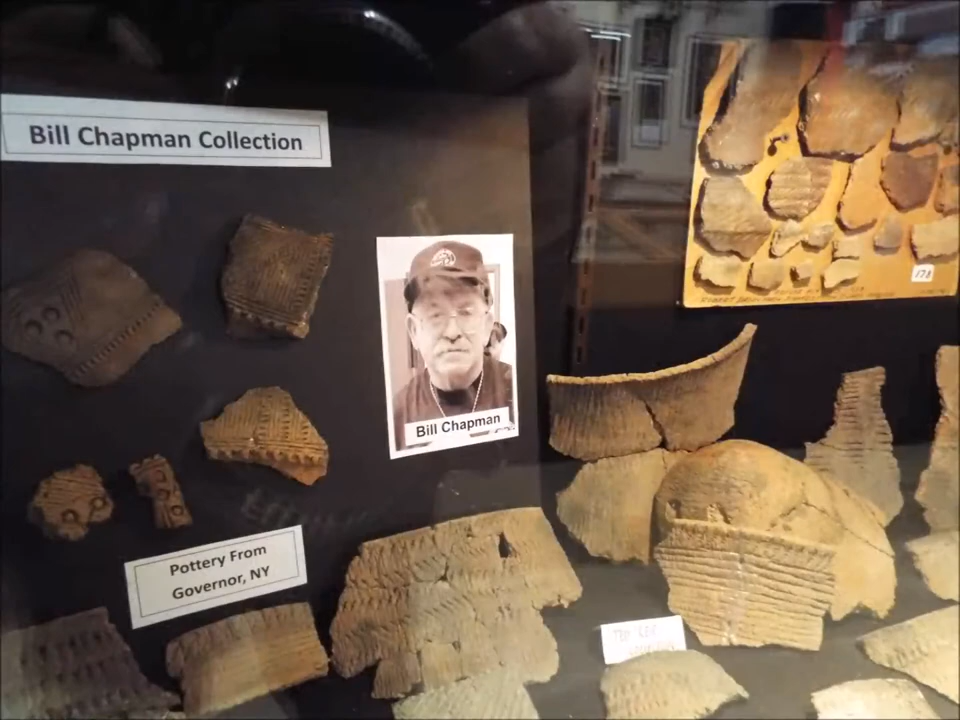 Bill Chapman Collection
178
Bill Chapman
Pottery From
Governor, NY